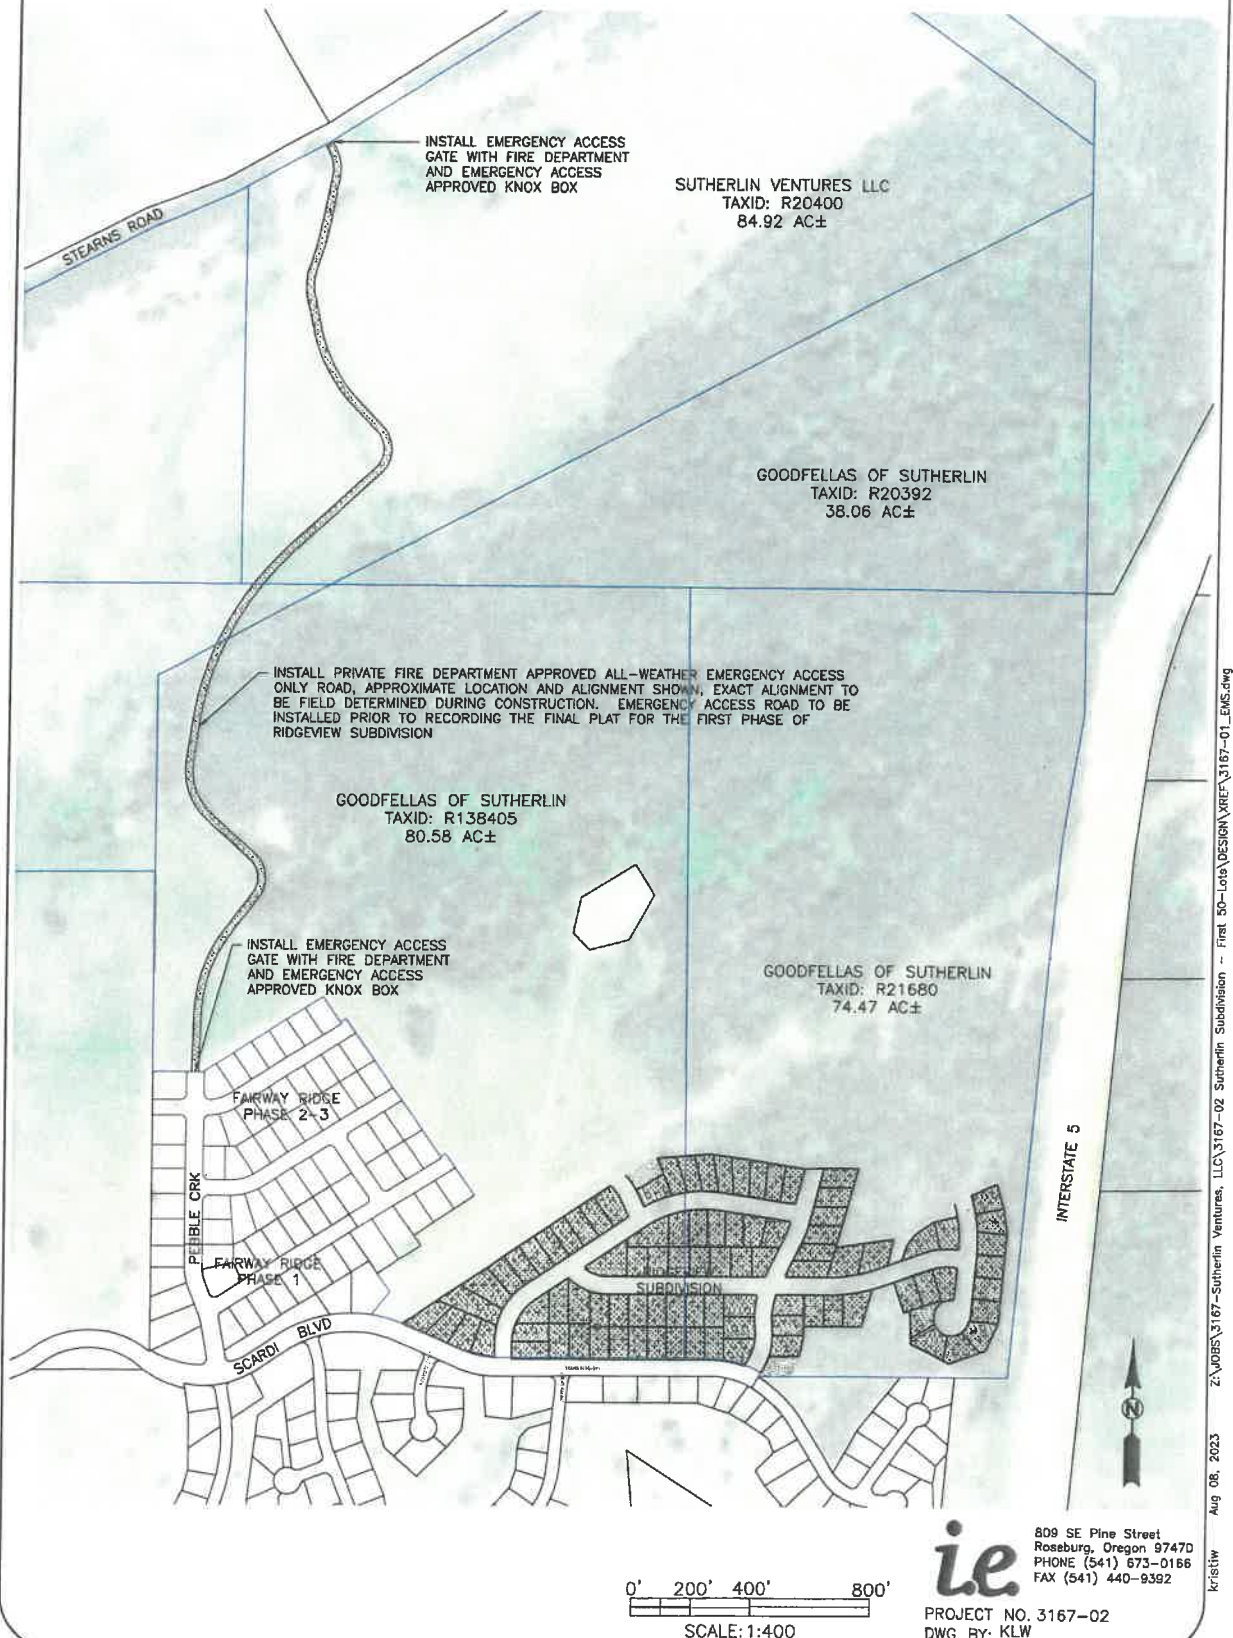 INSTALL EMERGENCY ACCESS
GATE WITH FIRE DEPARTMENT
AND EMERGENCY ACCESS
APPROVED KNOX BOX
SUTHERLIN VENTURES LLC
TAXID: R20400
84.92 AC±
STEARNS ROAD
GOODFELLAS OF SUTHERLIN
TAXID: R20392
38.06 AC±
INSTALL PRIVATE FIRE DEPARTMENT APPROVED ALL-WEATHER EMERGENCY ACCESS
ONLY ROAD, APPROXIMATE LOCATION AND ALIGNMENT SHOWN, EXACT ALIGNMENT TO
BE FIELD DETERMINED DURING CONSTRUCTION. EMERGENCY ACCESS ROAD TO BE
INSTALLED PRIOR TO RECORDING THE FINAL PLAT FOR THE FIRST PHASE OF
RIDGEVIEW SUBDIVISION
GOODFELLAS OF SUTHERLIN
TAXID: R138405
80.58 AC±
INSTALL EMERGENCY ACCESS
GATE WITH FIRE DEPARTMENT
AND EMERGENCY ACCESS
APPROVED KNOX BOX
GOODFELLAS OF SUTHERLIN
TAXID: R21680
74.47 AC±
FAIRWAY RIDGE
PHASE 2-3
PEBBLE CRK
FAIRWAY RIDGE
PHASE 1
SUBDIVISION
SCARDI BLVD
INTERSTATE 5
N
0' 200' 400' 800'
SCALE: 1:400
i.e.
809 SE Pine Street
Roseburg, Oregon 97470
PHONE (541) 673-0166
FAX (541) 440-9392
PROJECT NO. 3167-02
DWG BY: KLW
kristiw Aug 08, 2023 Z:\JOBS\3167-Sutherlin Ventures, LLC\3167-02 Sutherlin Subdivision - First 50-Lots\DESIGN\XREF\3167-01_EMS.dwg